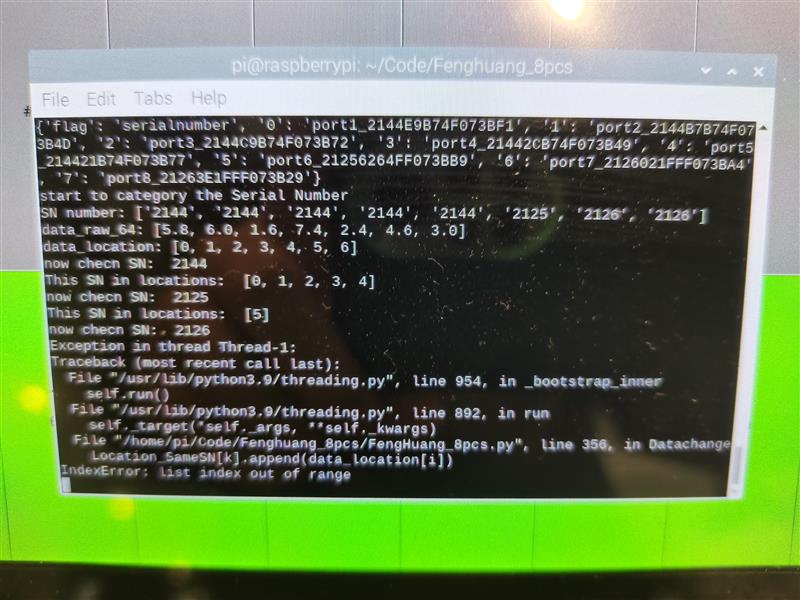 pi@raspberrypi: ~/Code/Fenghuang_8pcs
File Edit Tabs Help
#
{'flag': 'serialnumber', '0': 'port1_2144E9B74F073BF1', '1': 'port2_2144B7B74F07
3B4D', '2': 'port3_2144C9B74F073B72', '3': 'port4_21442CB74F073B49', '4': 'port5
_214421B74F073B77', '5': 'port6_21256264FF073BB9', '6': 'port7_2126021FFF073BA4'
, '7': 'port8_21263E1FFF073B29'}
start to category the Serial Number
SN number: ['2144', '2144', '2144', '2144', '2144', '2125', '2126', '2126']
data_raw_64: [5.8, 6.0, 1.6, 7.4, 2.4, 4.6, 3.0]
data_location: [0, 1, 2, 3, 4, 5, 6]
now checn SN:  2144
This SN in locations:  [0, 1, 2, 3, 4]
now checn SN:  2125
This SN in locations:  [5]
now checn SN:  2126
Exception in thread Thread-1:
Traceback (most recent call last):
  File "/usr/lib/python3.9/threading.py", line 954, in _bootstrap_inner
    self.run()
  File "/usr/lib/python3.9/threading.py", line 892, in run
    self._target(*self._args, **self._kwargs)
  File "/home/pi/Code/Fenghuang_8pcs/FengHuang_8pcs.py", line 356, in Datachange
    Location_SameSN[k].append(data_location[i])
IndexError: list index out of range